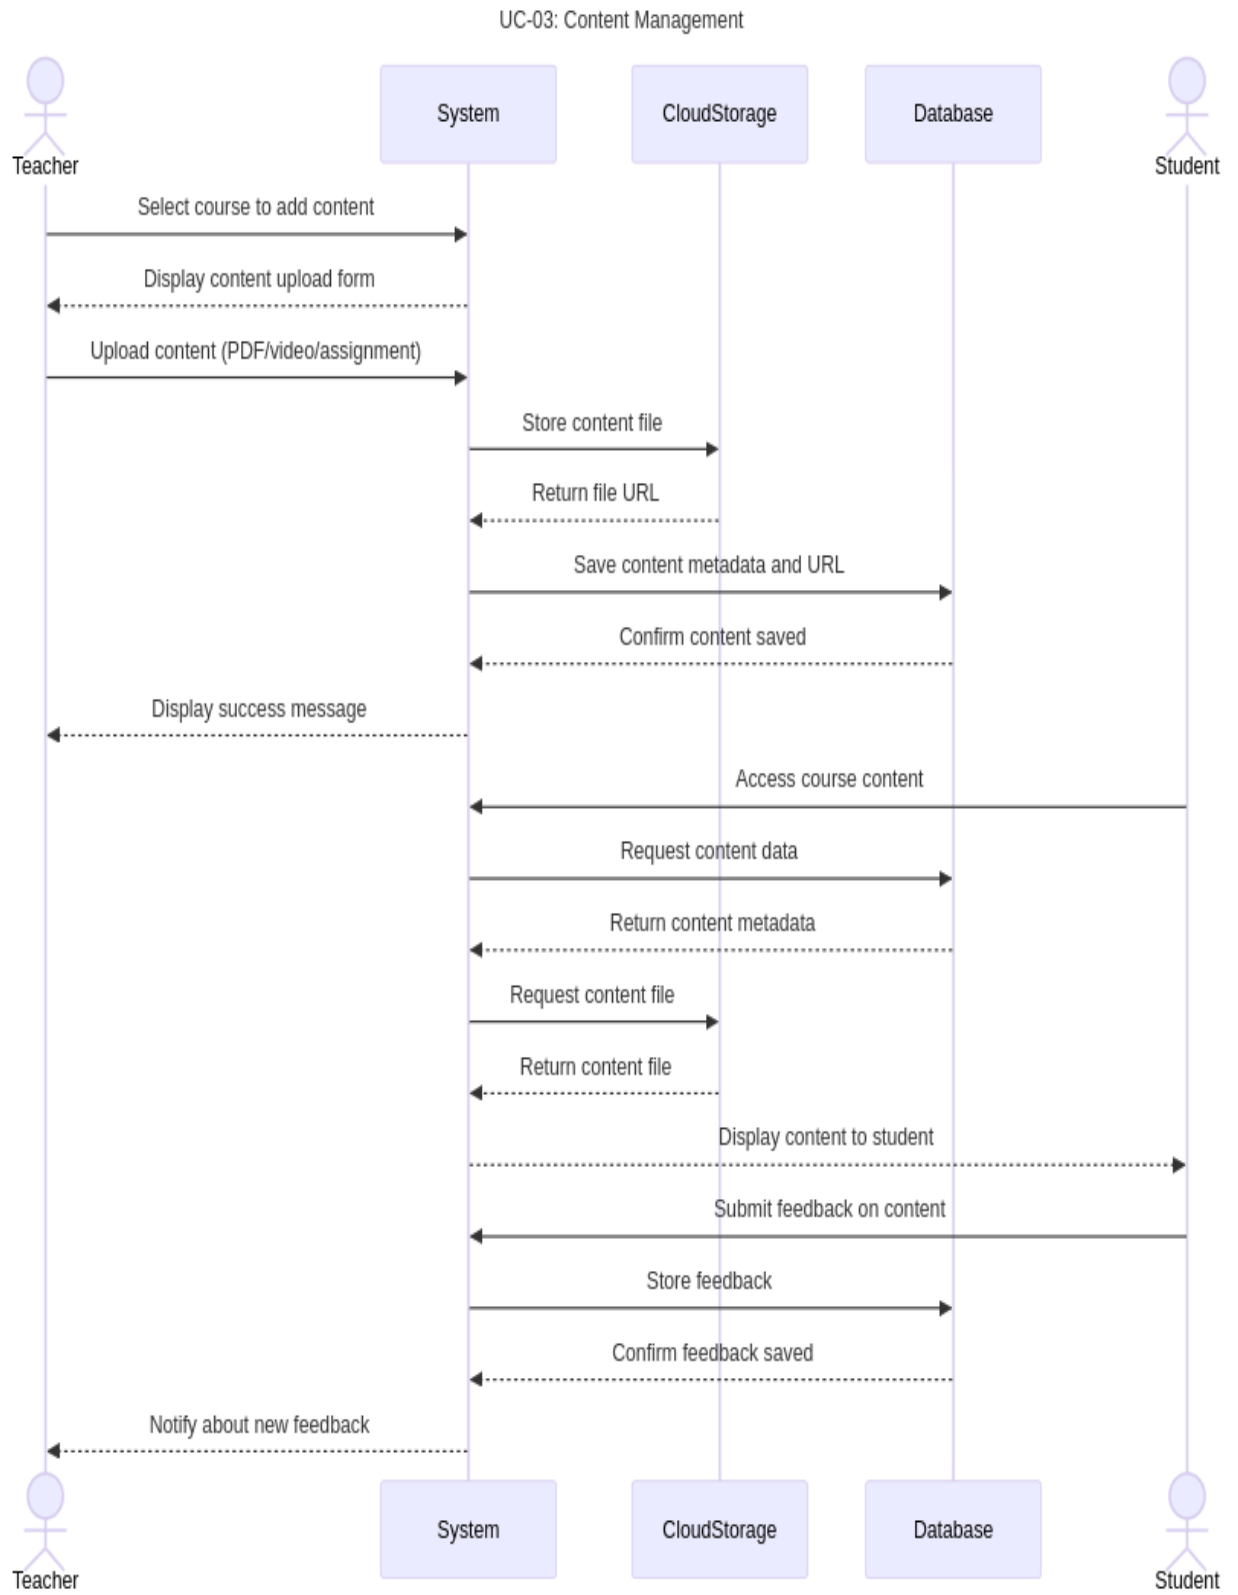 UC-03: Content Management
System
CloudStorage
Database
Teacher
Student
Select course to add content
Display content upload form
Upload content (PDF/video/assignment)
Store content file
Return file URL
Save content metadata and URL
Confirm content saved
Display success message
Access course content
Request content data
Return content metadata
Request content file
Return content file
Display content to student
Submit feedback on content
Store feedback
Confirm feedback saved
Notify about new feedback
System
CloudStorage
Database
Teacher
Student